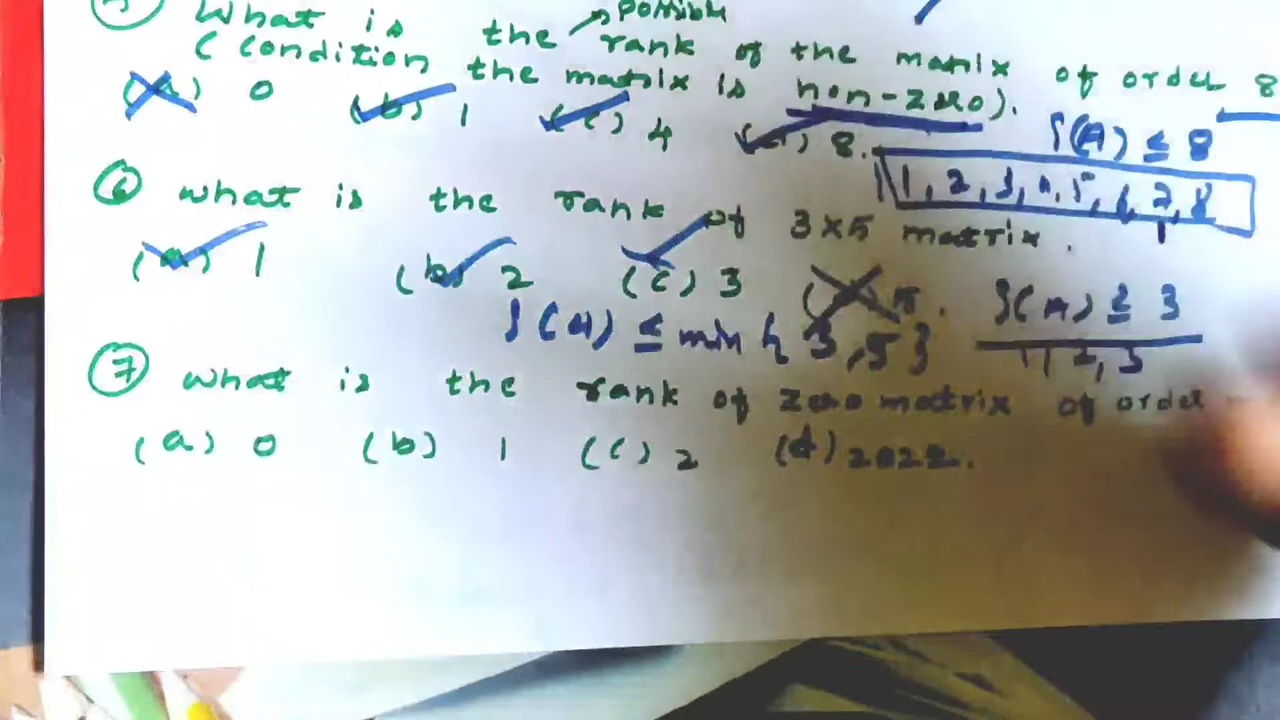 What is the possible rank of the matrix of order 8
(Condition the matrix is non-zero).
(a) 0 (b) 1 (c) 4 (d) 8.
ρ(A) ≤ 8
1, 2, 3, 4, 5, 6, 7, 8
⑥ what is the rank of 3x5 matrix.
(a) 1 (b) 2 (c) 3 5.
ρ(A) ≤ min { 3, 5 }
ρ(A) ≤ 3
1, 2, 3
⑦ what is the rank of zero matrix of order
(a) 0 (b) 1 (c) 2 (d) 2022.